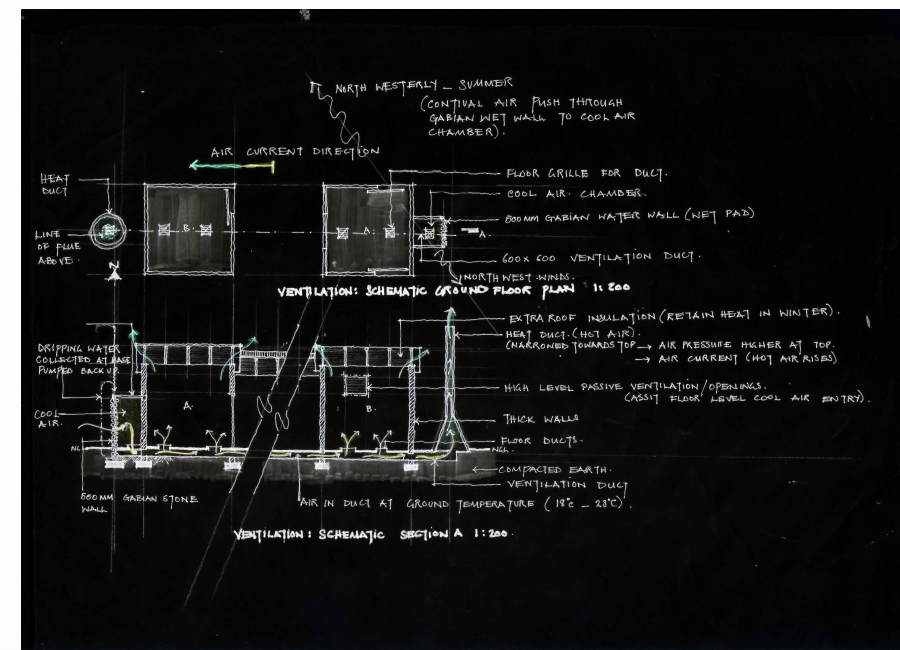 NORTH WESTERLY - SUMMER
(CONTIVAL AIR PUSH THROUGH
GABIAN WET WALL TO COOL AIR
CHAMBER).
AIR CURRENT DIRECTION
HEAT
DUCT
LINE
OF FLUE
ABOVE.
N
B.
A.
FLOOR GRILLE FOR DUCT.
COOL AIR CHAMBER
500MM GABIAN WATER WALL (WET PAD)
A.
600 x 600 VENTILATION DUCT.
NORTH WEST WINDS.
VENTILATION: SCHEMATIC GROUND FLOOR PLAN 1:200
EXTRA ROOF INSULATION (RETAIN HEAT IN WINTER).
HEAT DUCT. (HOT AIR).
(NARRONED TOWARDS TOP → AIR PRESSURE HIGHER AT TOP.
→ AIR CURRENT (HOT AIR RISES)
DRIPPING WATER
COLLECTED AT BASE
PUMPED BACK UP.
HIGH LEVEL PASSIVE VENTILATION/OPENINGS.
(ASSIT FLOOR LEVEL COOL AIR ENTRY).
COOL
AIR.
A.
B.
THICK WALLS
FLOOR DUCTS.
NGL.
COMPACTED EARTH.
VENTILATION DUCT
500 MM GABIAN STONE
WALL
AIR IN DUCT AT GROUND TEMPERATURE (18°c - 23°C).
VENTILATION: SCHEMATIC SECTION A 1:200.